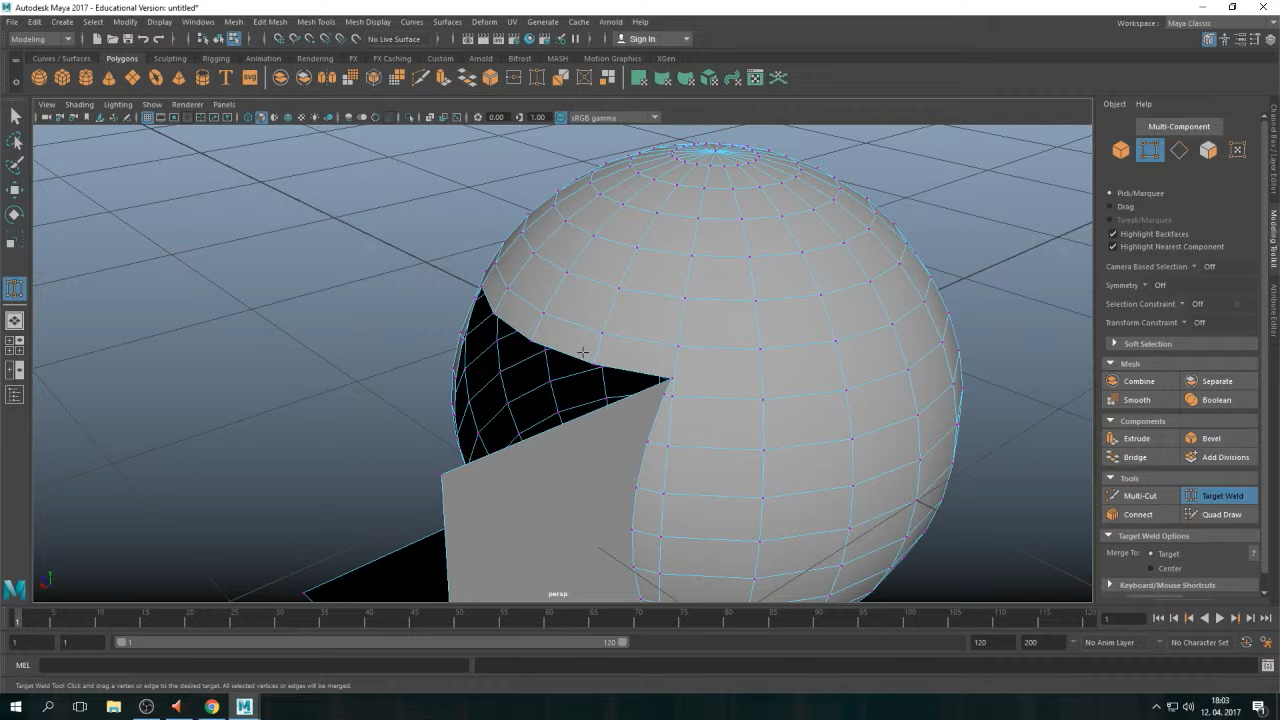 Autodesk Maya 2017 - Educational Version: untitled*
File Edit Create Select Modify Display Windows Mesh Edit Mesh Mesh Tools Mesh Display Curves Surfaces Deform UV Generate Cache Arnold Help
Workspace : Maya Classic
Modeling No Live Surface Sign In
Curves / Surfaces Polygons Sculpting Rigging Animation Rendering FX FX Caching Custom Arnold Bifrost MASH Motion Graphics XGen
svg
View Shading Lighting Show Renderer Panels
0.00 1.00 sRGB gamma
Object Help
Multi-Component
Pick/Marquee
Drag
Tweak/Marquee
Highlight Backfaces
Highlight Nearest Component
Camera Based Selection Off
Symmetry Off
Selection Constraint Off
Transform Constraint Off
Soft Selection
Mesh
Combine Separate
Smooth Boolean
Components
Extrude Bevel
Bridge Add Divisions
Tools
Multi-Cut Target Weld
Connect Quad Draw
Target Weld Options
Merge To: Target
?
Center
Keyboard/Mouse Shortcuts
Channel Box / Layer Editor
Modeling Toolkit
Attribute Editor
persp
5 10 15 20 25 30 35 40 45 50 55 60 65 70 75 80 85 90 95 100 105 110 115 120
1
1
1 1 1 120 120 200 No Anim Layer No Character Set
MEL
Target Weld Tool: Click and drag a vertex or edge to the desired target. All selected vertices or edges will be merged.
18:03
12. 04. 2017